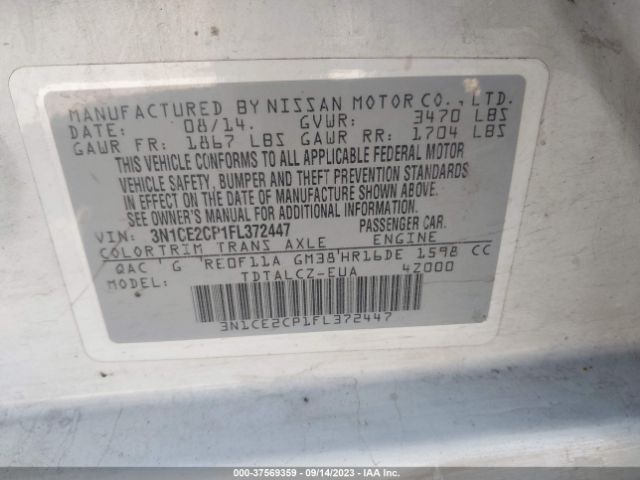 MANUFACTURED BY NISSAN MOTOR CO., LTD.
DATE: 08/14. GVWR: 3470 LBS
GAWR FR: 1867 LBS GAWR RR: 1704 LBS
THIS VEHICLE CONFORMS TO ALL APPLICABLE FEDERAL MOTOR
VEHICLE SAFETY, BUMPER AND THEFT PREVENTION STANDARDS
IN EFFECT ON THE DATE OF MANUFACTURE SHOWN ABOVE.
SEE OWNER'S MANUAL FOR ADDITIONAL INFORMATION.
VIN: 3N1CE2CP1FL372447 PASSENGER CAR.
COLOR TRIM TRANS AXLE ENGINE
QAC G RE0F11A GM38 HR16DE 1598 CC
MODEL: TDTALCZ-EUA 4Z000
3N1CE2CP1FL372447
000-37569359 - 09/14/2023 - IAA Inc.